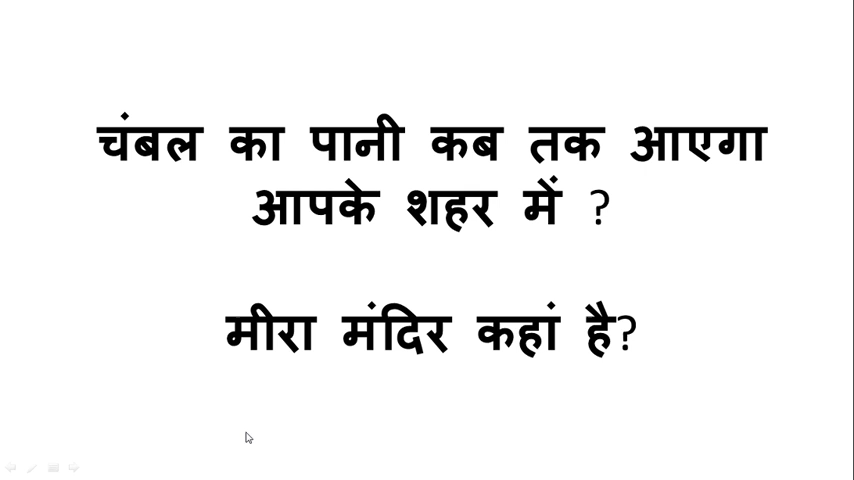 चंबल का पानी कब तक आएगा
आपके शहर में ?
मीरा मंदिर कहां है?